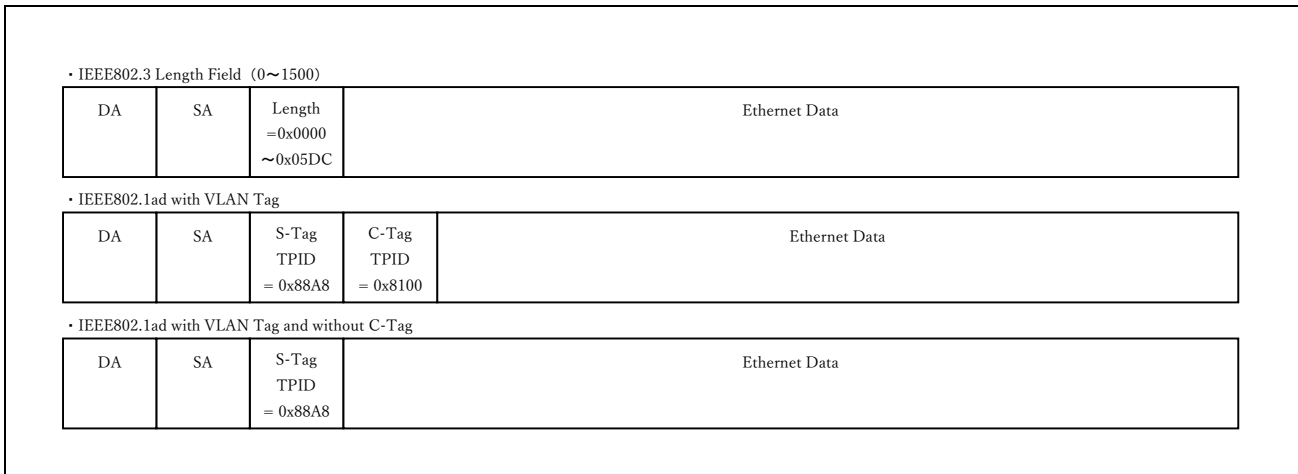 ・IEEE802.3 Length Field（0～1500）
DA SA Length Ethernet Data
=0x0000
～0x05DC
・IEEE802.1ad with VLAN Tag
DA SA S-Tag C-Tag Ethernet Data
TPID TPID
= 0x88A8 = 0x8100
・IEEE802.1ad with VLAN Tag and without C-Tag
DA SA S-Tag Ethernet Data
TPID
= 0x88A8